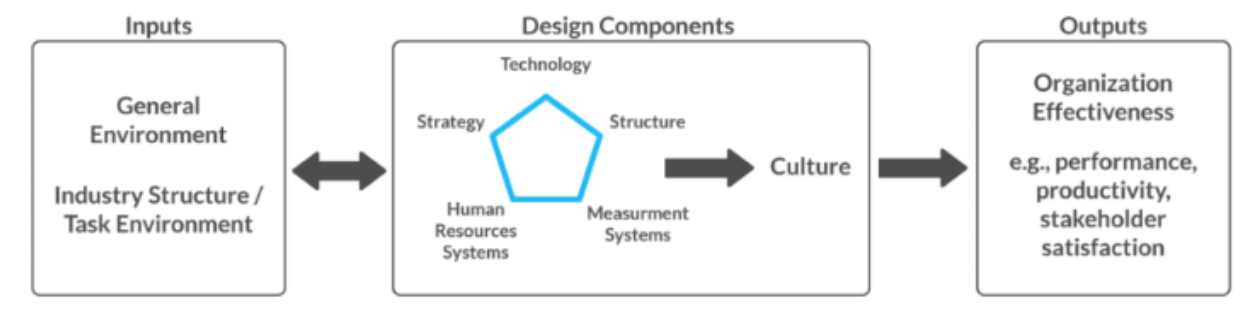 Inputs
Design Components
Outputs
General
Environment
Industry Structure /
Task Environment
Technology
Strategy
Structure
Human
Resources
Systems
Measurment
Systems
Culture
Organization
Effectiveness
e.g., performance,
productivity,
stakeholder
satisfaction